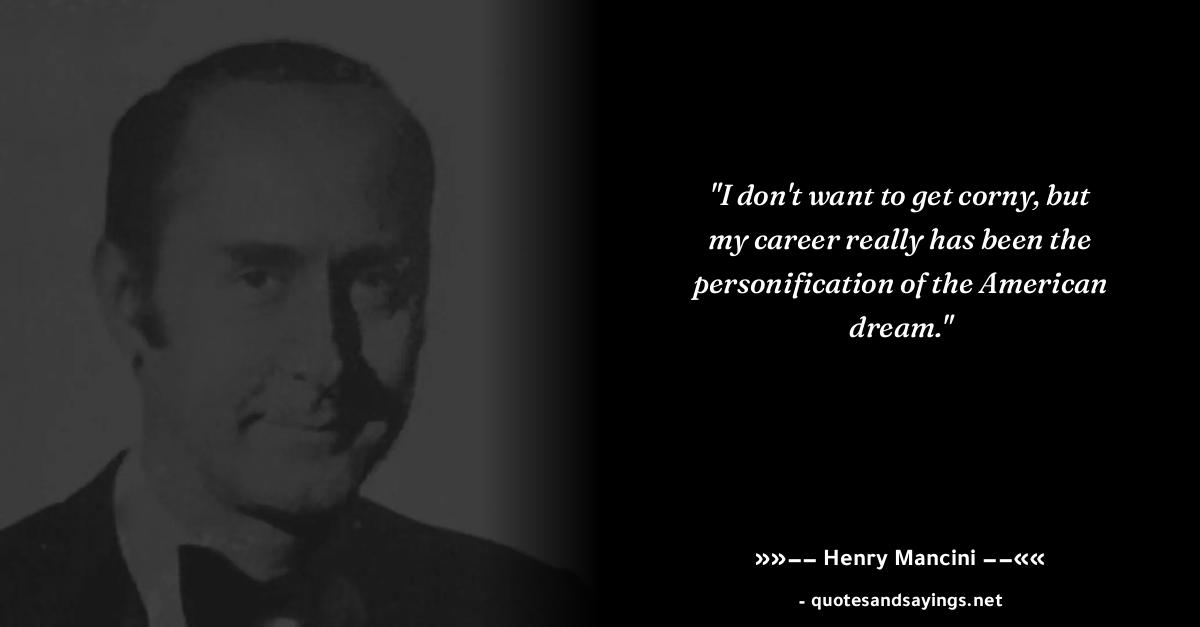 "I don't want to get corny, but
my career really has been the
personification of the American
dream."
»»−− Henry Mancini −−««
- quotesandsayings.net